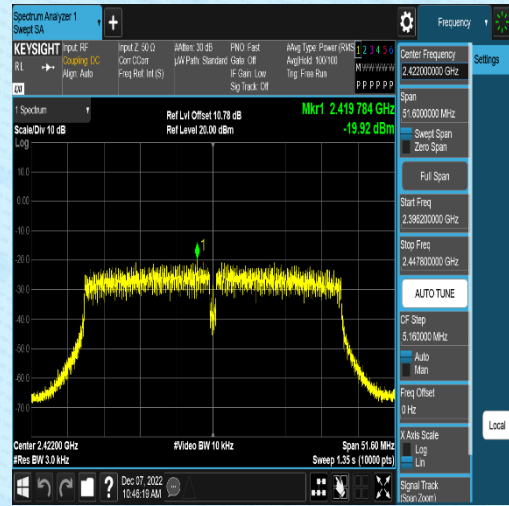 Spectrum Analyzer 1
Swept SA
Frequency
KEYSIGHT
RL
Input: RF
Coupling: DC
Align: Auto
Input Z: 50 Ω
Corr CCorr
Freq Ref: Int (S)
#Atten: 30 dB
µW Path: Standard
PNO: Fast
Gate: Off
IF Gain: Low
Sig Track: Off
#Avg Type: Power (RMS
Avg|Hold: 100/100
Trig: Free Run
1 2 3 4 5 6
M W W W W W
P P P P P P
LXI
1 Spectrum
Scale/Div 10 dB
Ref Lvl Offset 10.78 dB
Ref Level 20.00 dBm
Mkr1 2.419 784 GHz
-19.92 dBm
Log
10.0
0.00
-10.0
-20.0
-30.0
-40.0
-50.0
-60.0
-70.0
1
Center 2.42200 GHz
#Res BW 3.0 kHz
#Video BW 10 kHz
Span 51.60 MHz
Sweep 1.35 s (10000 pts)
Dec 07, 2022
10:46:19 AM
Center Frequency
2.422000000 GHz
Settings
Span
51.6000000 MHz
Swept Span
Zero Span
Full Span
Start Freq
2.396200000 GHz
Stop Freq
2.447800000 GHz
AUTO TUNE
CF Step
5.160000 MHz
Auto
Man
Freq Offset
0 Hz
X Axis Scale
Log
Lin
Local
Signal Track
(Span Zoom)